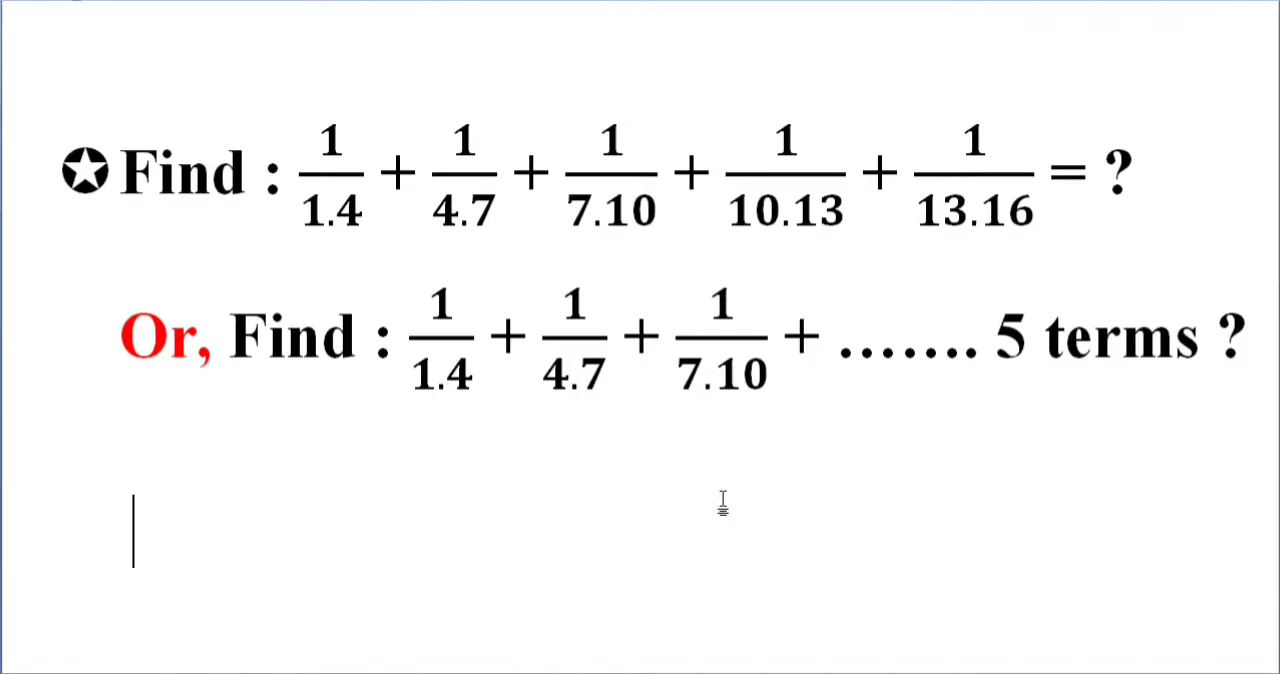 ✪ Find : 1/1.4 + 1/4.7 + 1/7.10 + 1/10.13 + 1/13.16 = ?
Or, Find : 1/1.4 + 1/4.7 + 1/7.10 + ....... 5 terms ?